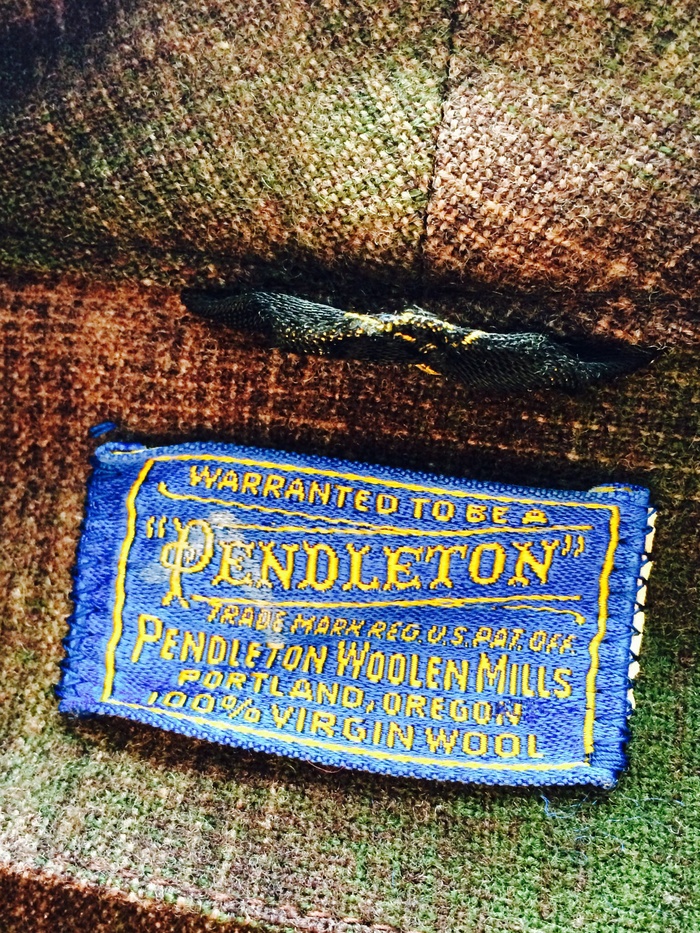 WARRANTED TO BE A
"PENDLETON"
TRADE MARK REG. U.S. PAT. OFF.
PENDLETON WOOLEN MILLS
PORTLAND, OREGON
100% VIRGIN WOOL